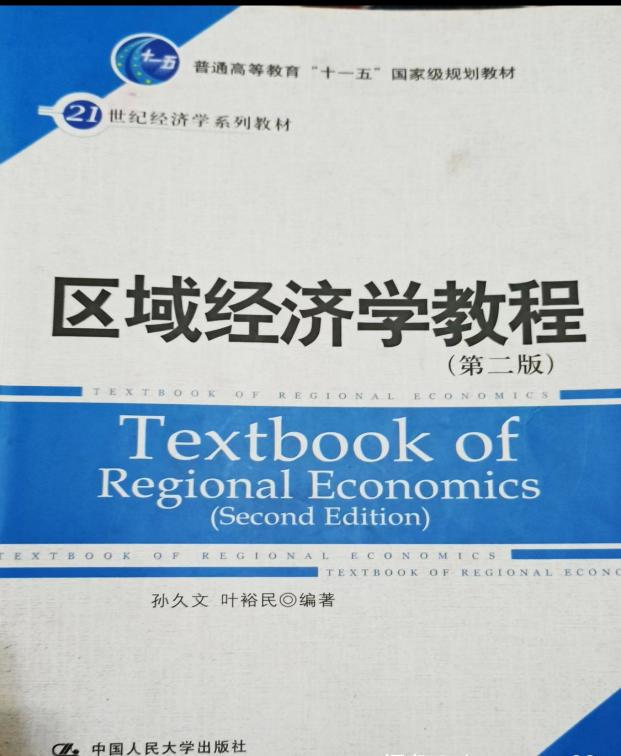 十一五
普通高等教育“十一五”国家级规划教材
21世纪经济学系列教材
区域经济学教程
(第二版)
TEXTBOOK OF REGIONAL ECONOMICS
Textbook of
Regional Economics
(Second Edition)
TEXTBOOK OF REGIONAL ECONOMICS
TEXTBOOK OF REGIONAL ECONO
孙久文 叶裕民◎编著
中国人民大学出版社